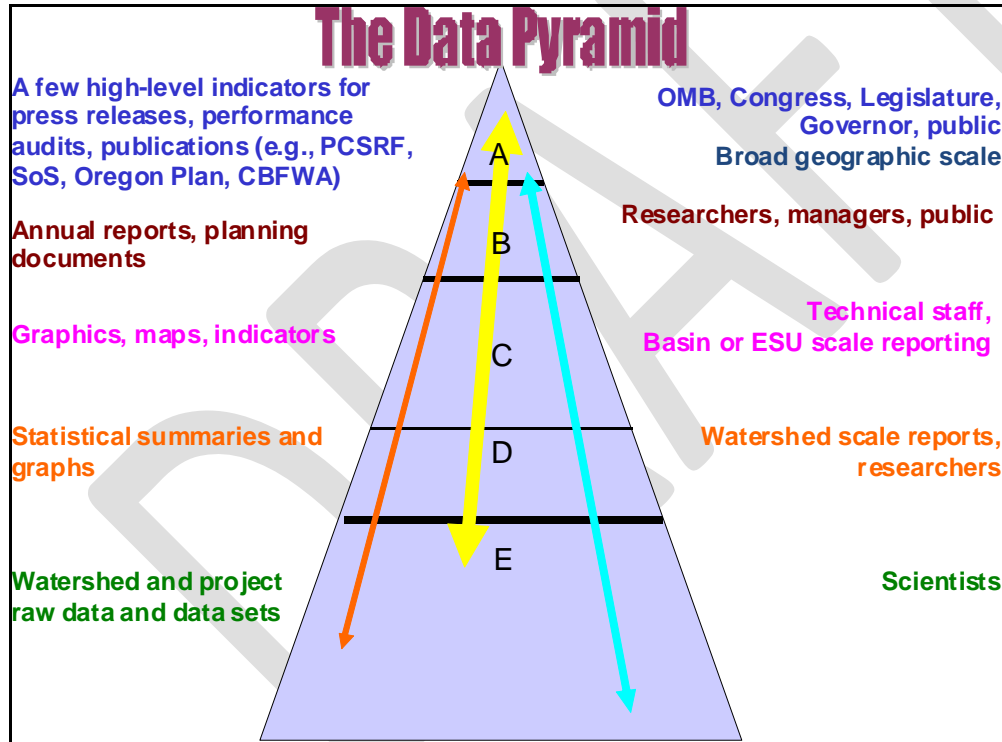 The Data Pyramid
A few high-level indicators for
press releases, performance
audits, publications (e.g., PCSRF,
SoS, Oregon Plan, CBFWA)
OMB, Congress, Legislature,
Governor, public
Broad geographic scale
A
Annual reports, planning
documents
Researchers, managers, public
B
Graphics, maps, indicators
Technical staff,
Basin or ESU scale reporting
C
Statistical summaries and
graphs
Watershed scale reports,
researchers
D
Watershed and project
raw data and data sets
Scientists
E
DRAFT